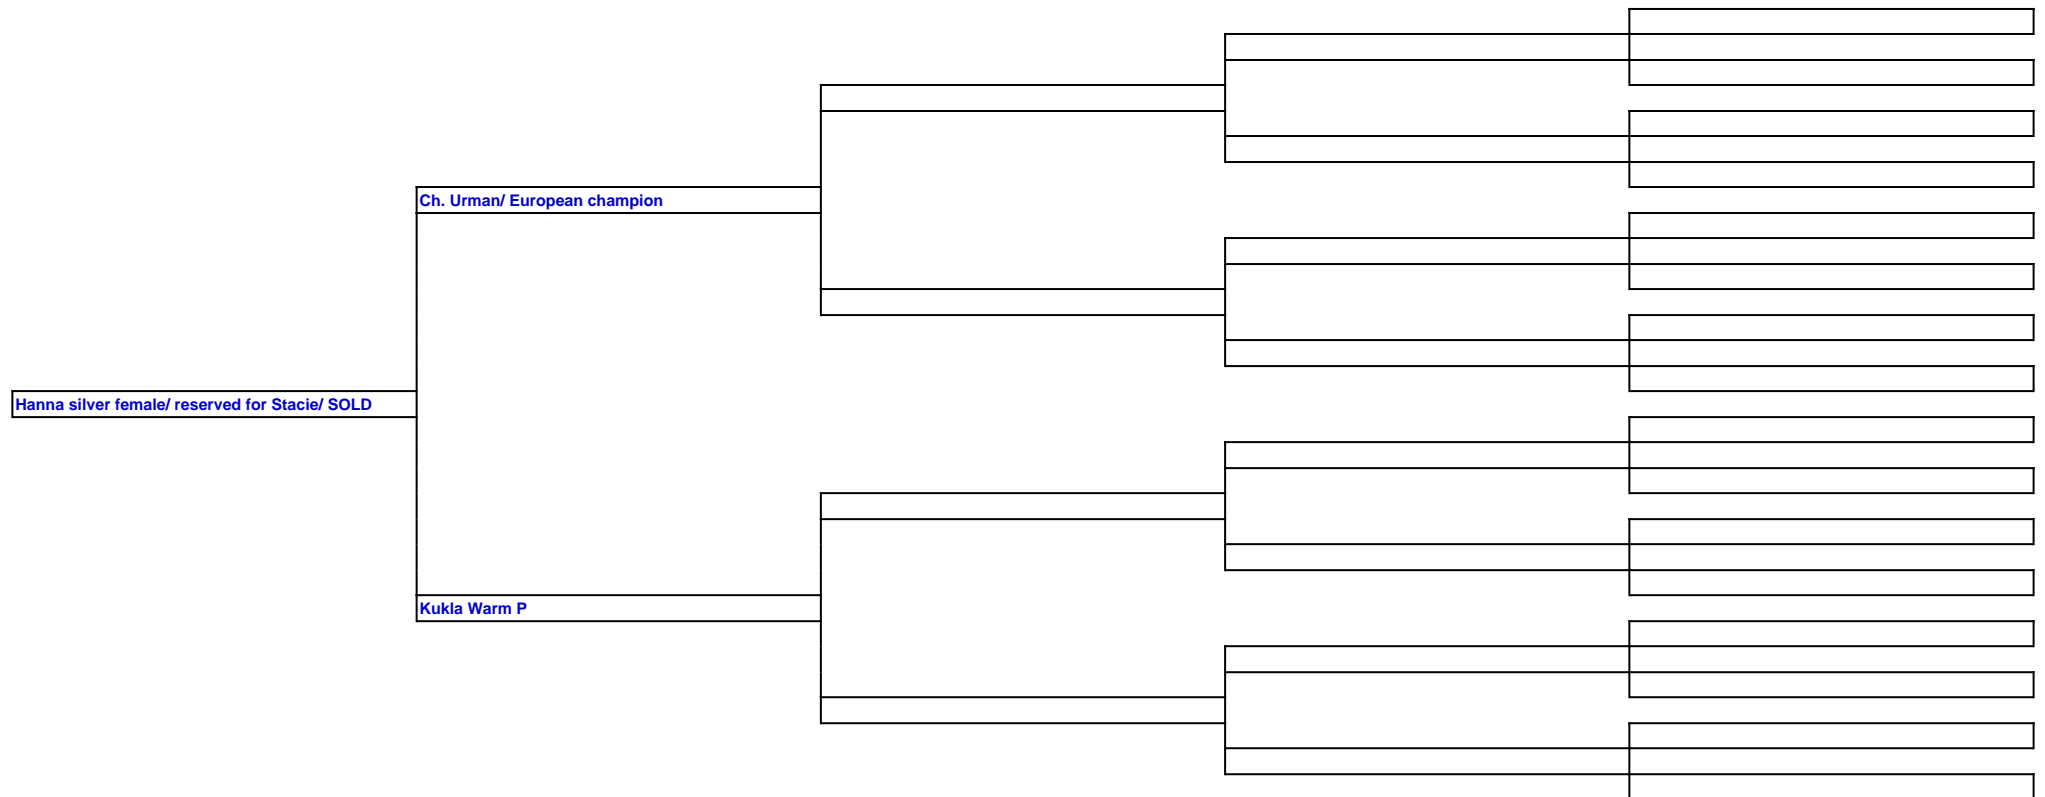 Ch. Urman/ European champion
Hanna silver female/ reserved for Stacie/ SOLD
Kukla Warm P